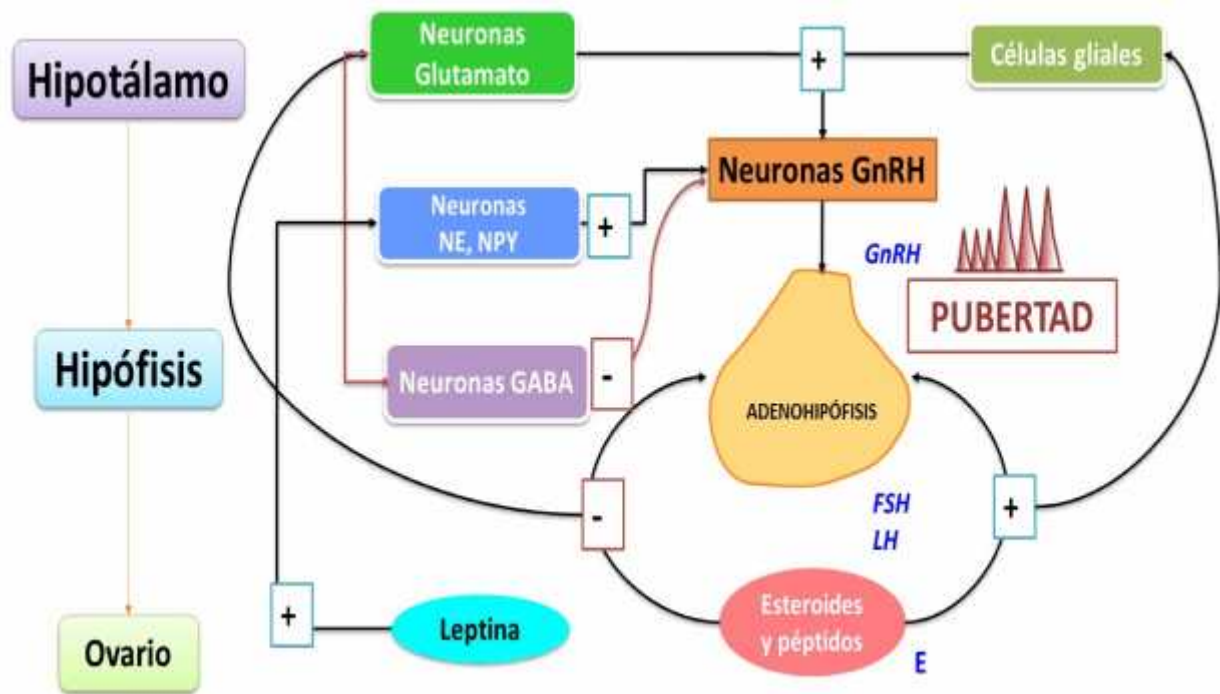 Hipotálamo
Neuronas
Glutamato
+
Células gliales
Neuronas GnRH
Neuronas
NE, NPY
+
GnRH
PUBERTAD
Hipófisis
Neuronas GABA
-
ADENOHIPÓFISIS
-
FSH
LH
+
Ovario
+
Leptina
Esteroides
y péptidos
E